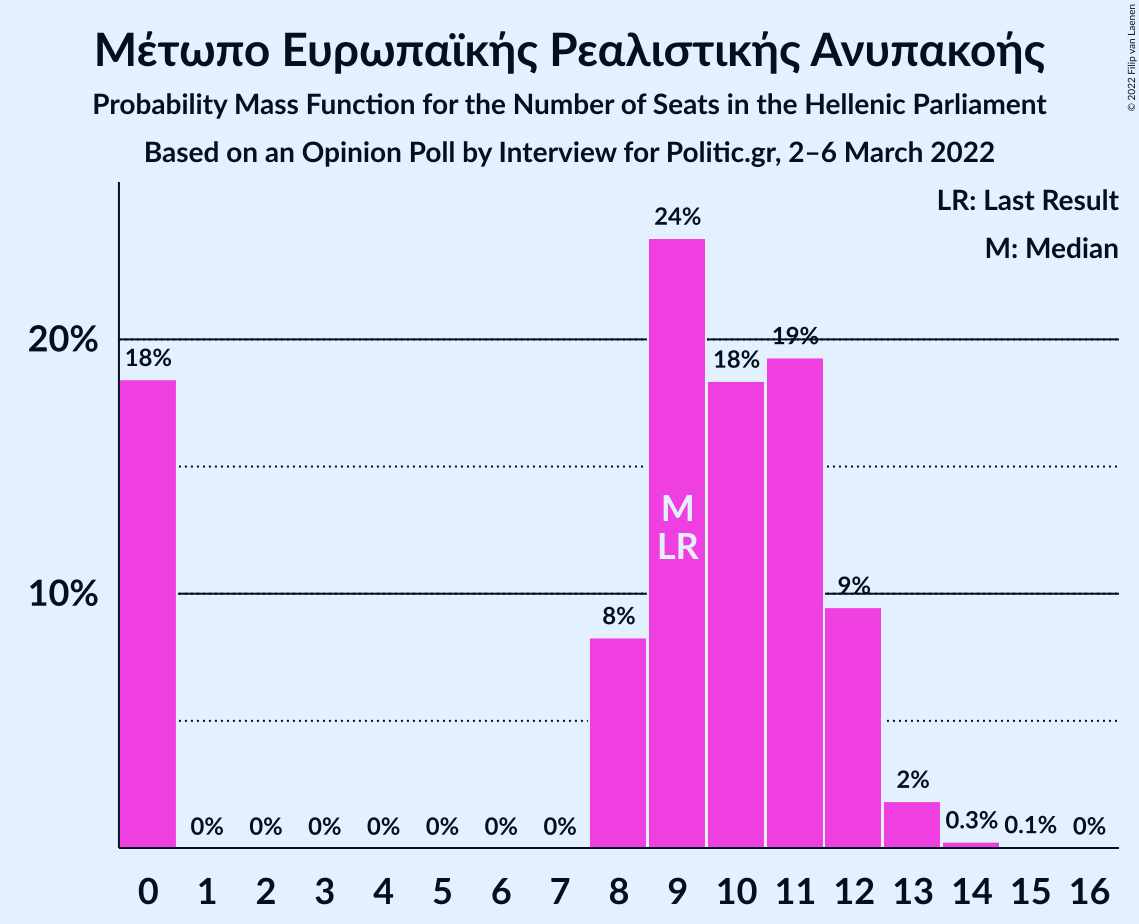 Μέτωπο Ευρωπαϊκής Ρεαλιστικής Ανυπακοής
Probability Mass Function for the Number of Seats in the Hellenic Parliament
Based on an Opinion Poll by Interview for Politic.gr, 2–6 March 2022
© 2022 Filip van Laenen
LR: Last Result
M: Median
24%
20%
18%
18%
19%
M
LR
10%
8%
9%
2%
0%
0%
0%
0%
0%
0%
0%
0.3%
0.1%
0%
0 1 2 3 4 5 6 7 8 9 10 11 12 13 14 15 16